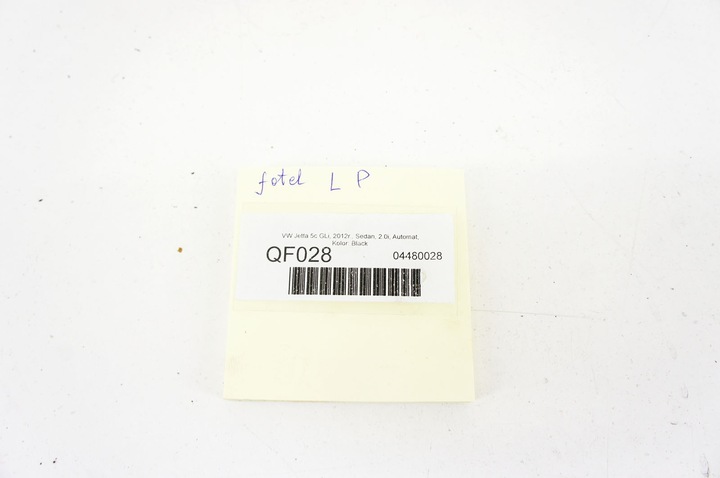 fotel L P
VW Jetta 5c GLi, 2012r., Sedan, 2.0i, Automat,
Kolor: Black
QF028 04480028